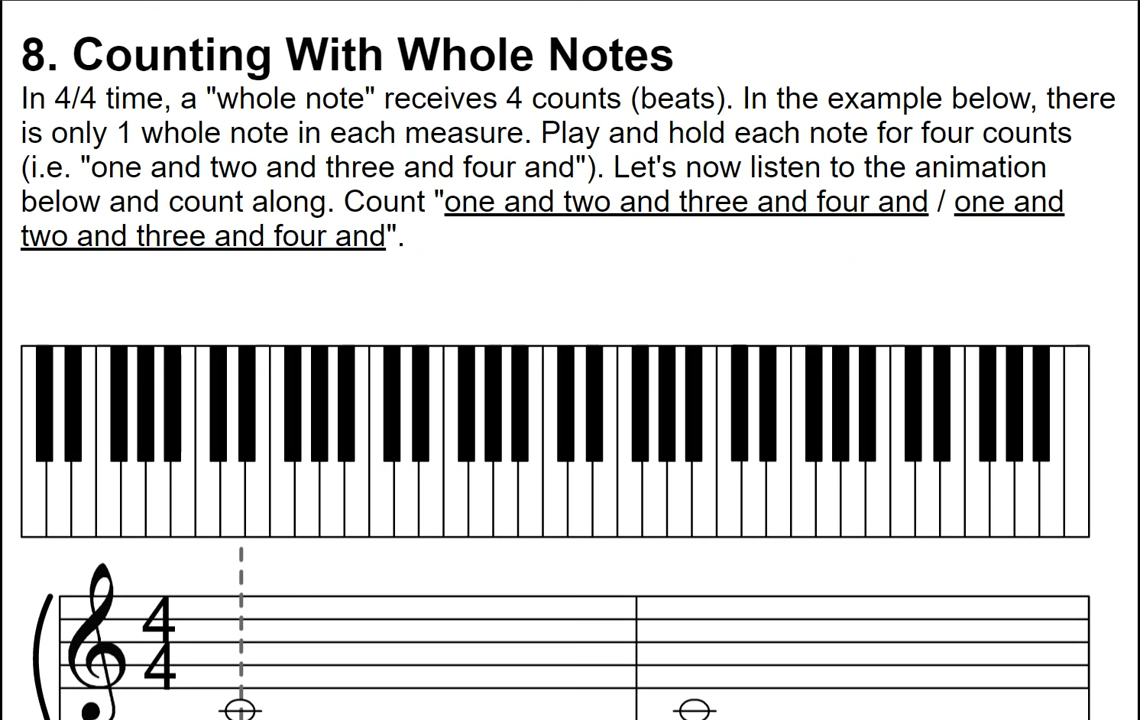 8. Counting With Whole Notes
In 4/4 time, a "whole note" receives 4 counts (beats). In the example below, there
is only 1 whole note in each measure. Play and hold each note for four counts
(i.e. "one and two and three and four and"). Let's now listen to the animation
below and count along. Count "one and two and three and four and / one and
two and three and four and".
4
4